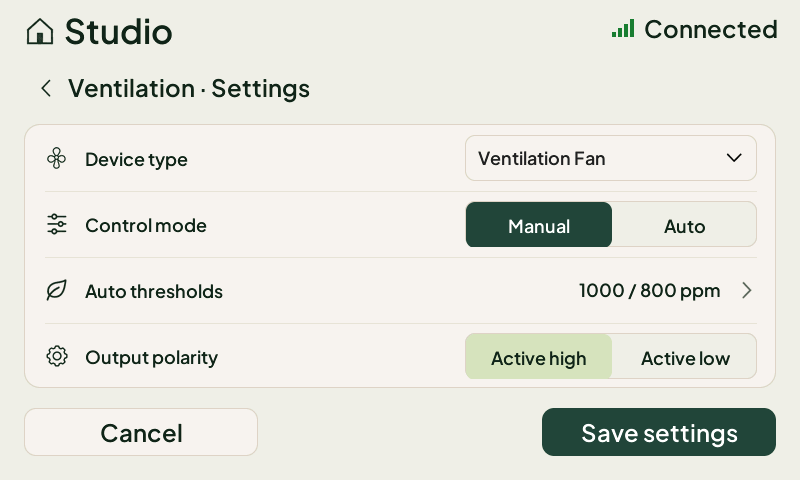 Studio
Connected
Ventilation · Settings
Device type
Ventilation Fan
Control mode
Manual
Auto
Auto thresholds
1000 / 800 ppm
Output polarity
Active high
Active low
Cancel
Save settings